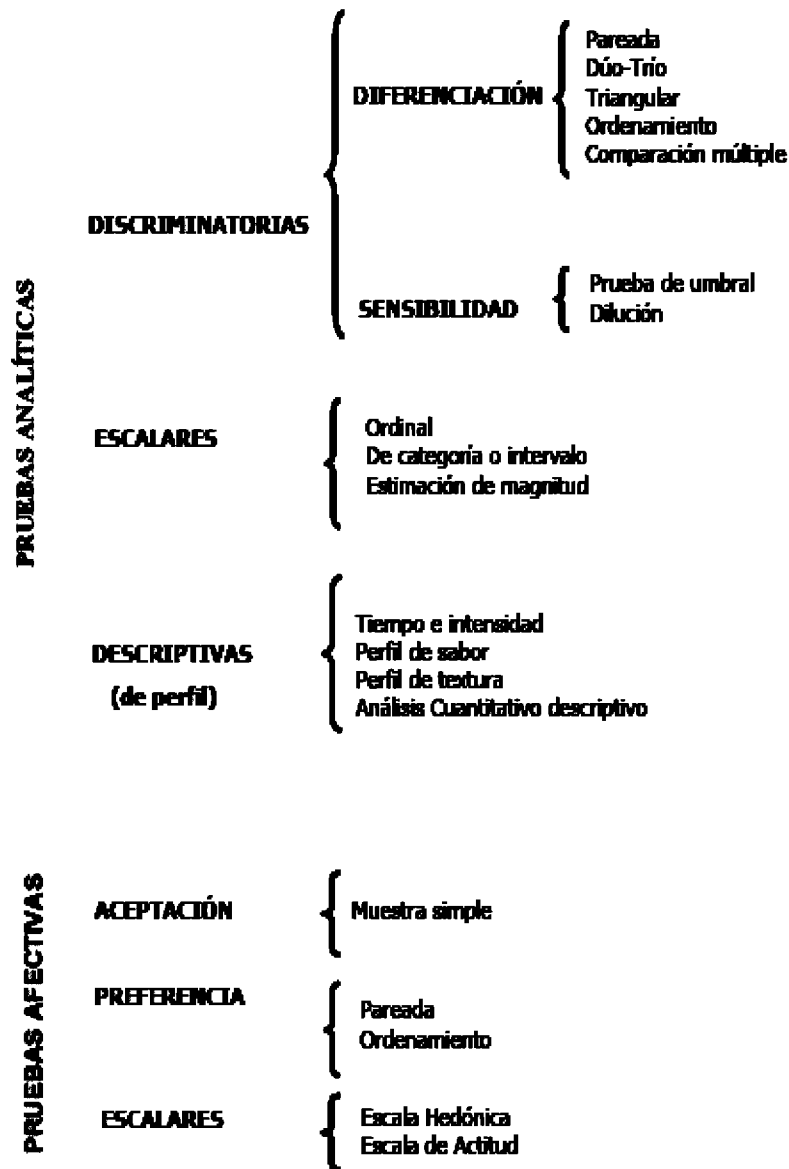 PRUEBAS ANALÍTICAS
DISCRIMINATORIAS
DIFERENCIACIÓN
Pareada
Dúo-Trío
Triangular
Ordenamiento
Comparación múltiple
SENSIBILIDAD
Prueba de umbral
Dilución
ESCALARES
Ordinal
De categoría o intervalo
Estimación de magnitud
DESCRIPTIVAS
(de perfil)
Tiempo e intensidad
Perfil de sabor
Perfil de textura
Análisis Cuantitativo descriptivo
PRUEBAS AFECTIVAS
ACEPTACIÓN
Muestra simple
PREFERENCIA
Pareada
Ordenamiento
ESCALARES
Escala Hedónica
Escala de Actitud